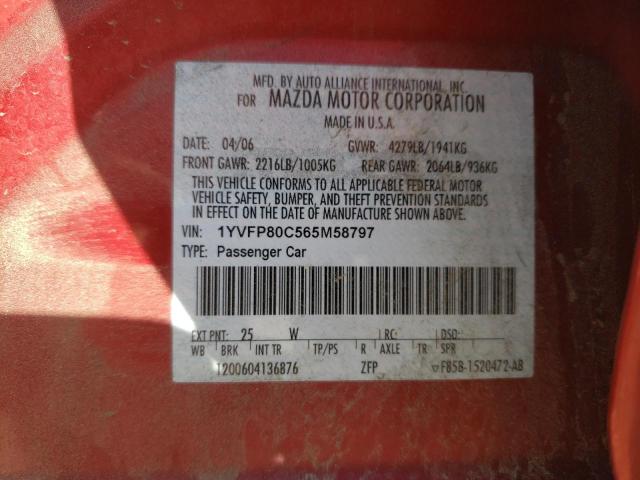 MFD. BY AUTO ALLIANCE INTERNATIONAL, INC.
FOR MAZDA MOTOR CORPORATION
MADE IN U.S.A.
DATE: 04/06 GVWR: 4279LB/1941KG
FRONT GAWR: 2216LB/1005KG REAR GAWR: 2064LB/936KG
THIS VEHICLE CONFORMS TO ALL APPLICABLE FEDERAL MOTOR
VEHICLE SAFETY, BUMPER, AND THEFT PREVENTION STANDARDS
IN EFFECT ON THE DATE OF MANUFACTURE SHOWN ABOVE.
VIN: 1YVFP80C565M58797
TYPE: Passenger Car
EXT PNT: 25 W RC: DSO:
WB BRK INT TR TP/PS R AXLE TR SPR
T200604136876 ZFP F85B-1520472-AB